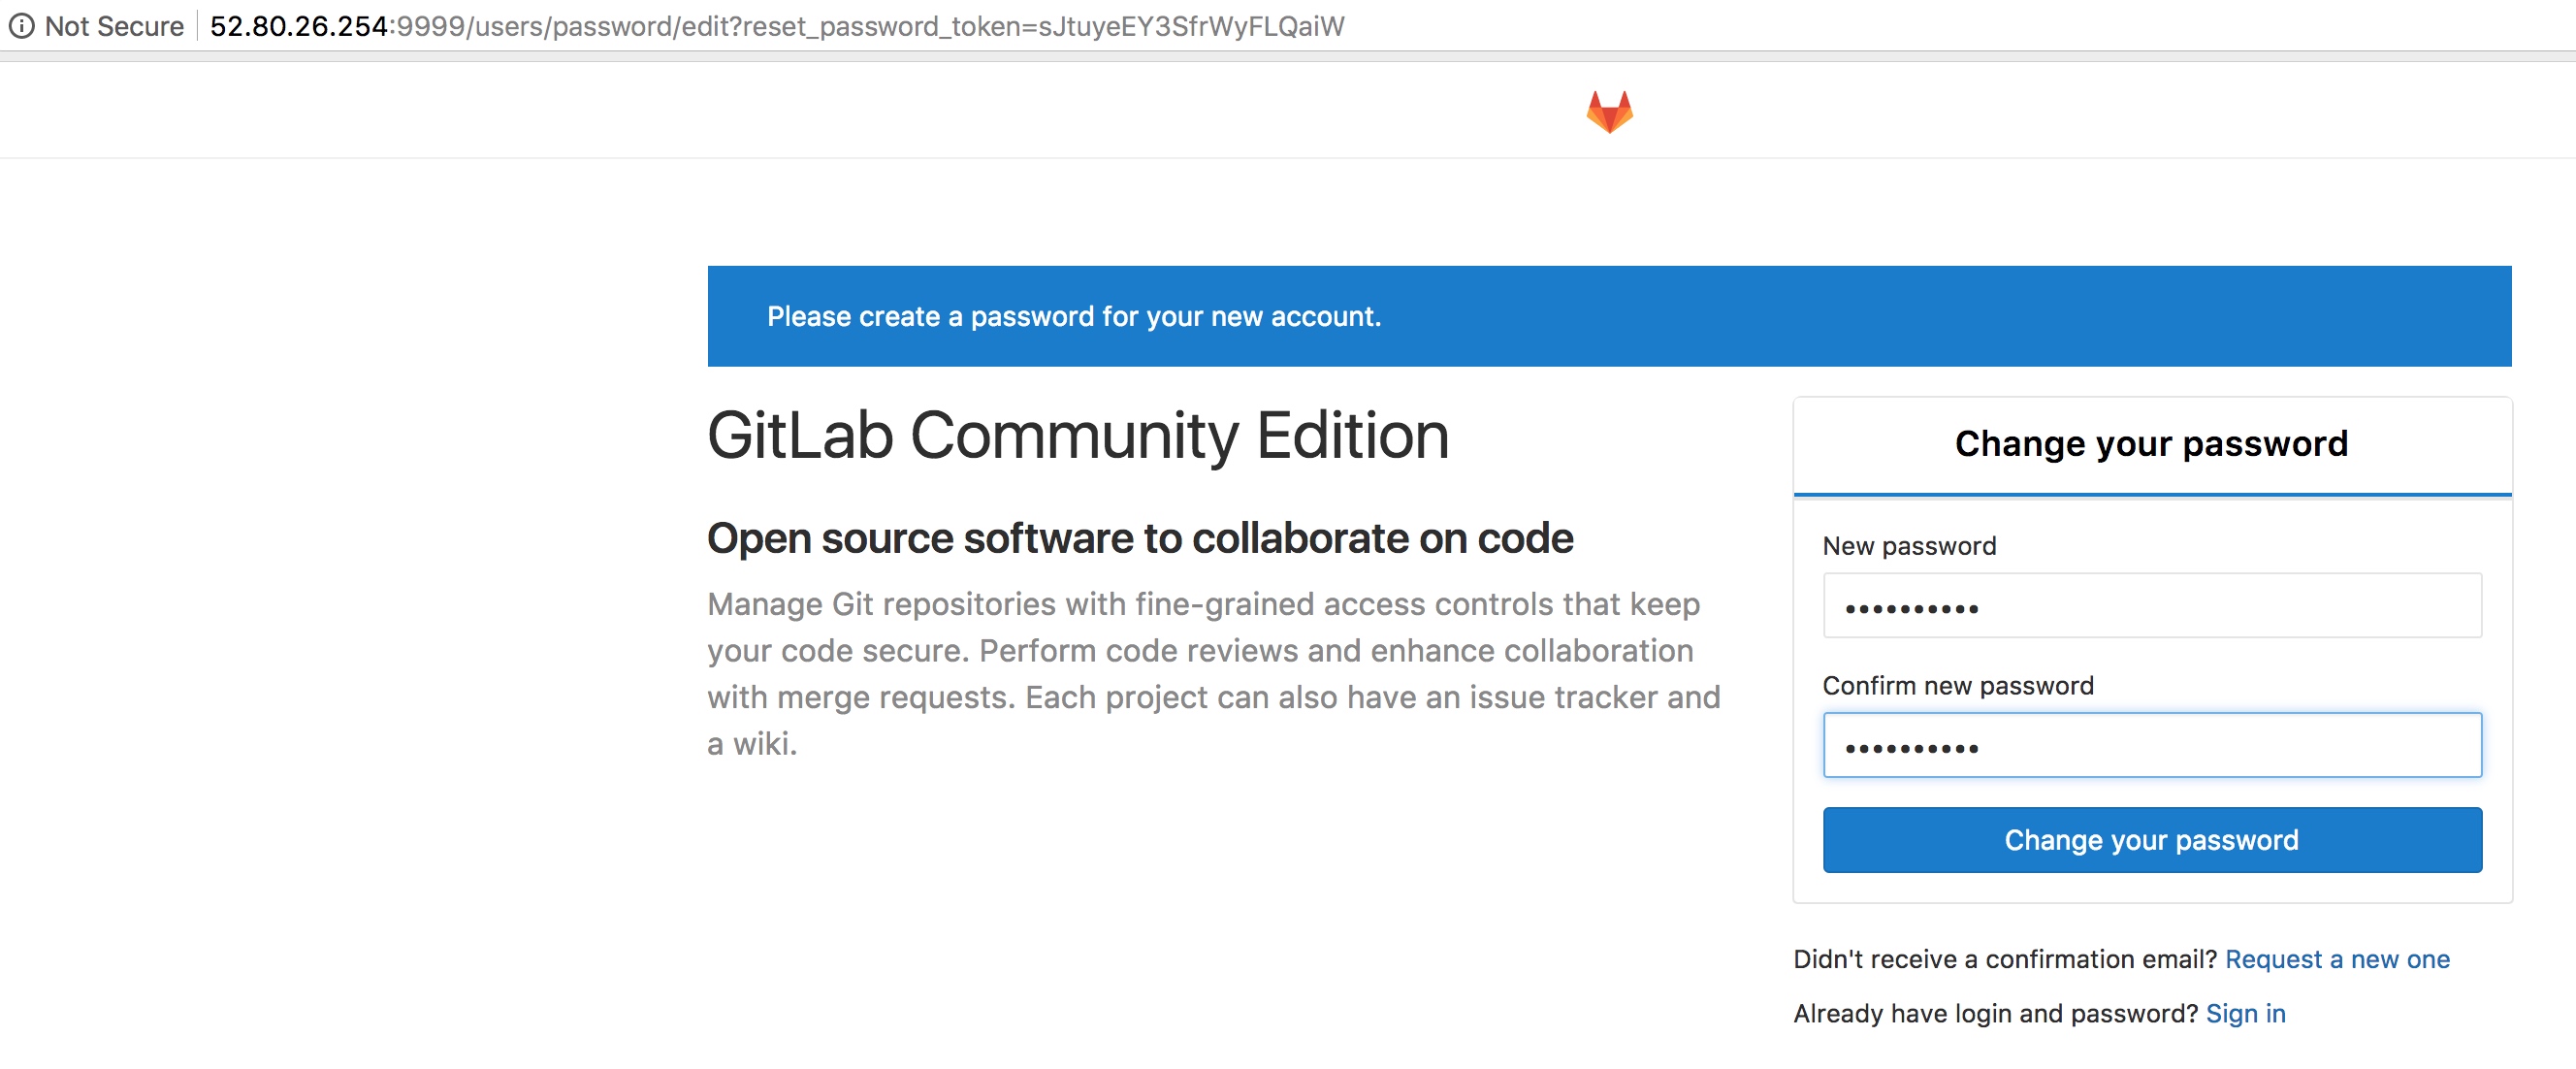 Not Secure 52.80.26.254:9999/users/password/edit?reset_password_token=sJtuyeEY3SfrWyFLQaiW
Please create a password for your new account.
GitLab Community Edition
Open source software to collaborate on code
Manage Git repositories with fine-grained access controls that keep
your code secure. Perform code reviews and enhance collaboration
with merge requests. Each project can also have an issue tracker and
a wiki.
Change your password
New password
••••••••••
Confirm new password
••••••••••
Change your password
Didn't receive a confirmation email? Request a new one
Already have login and password? Sign in